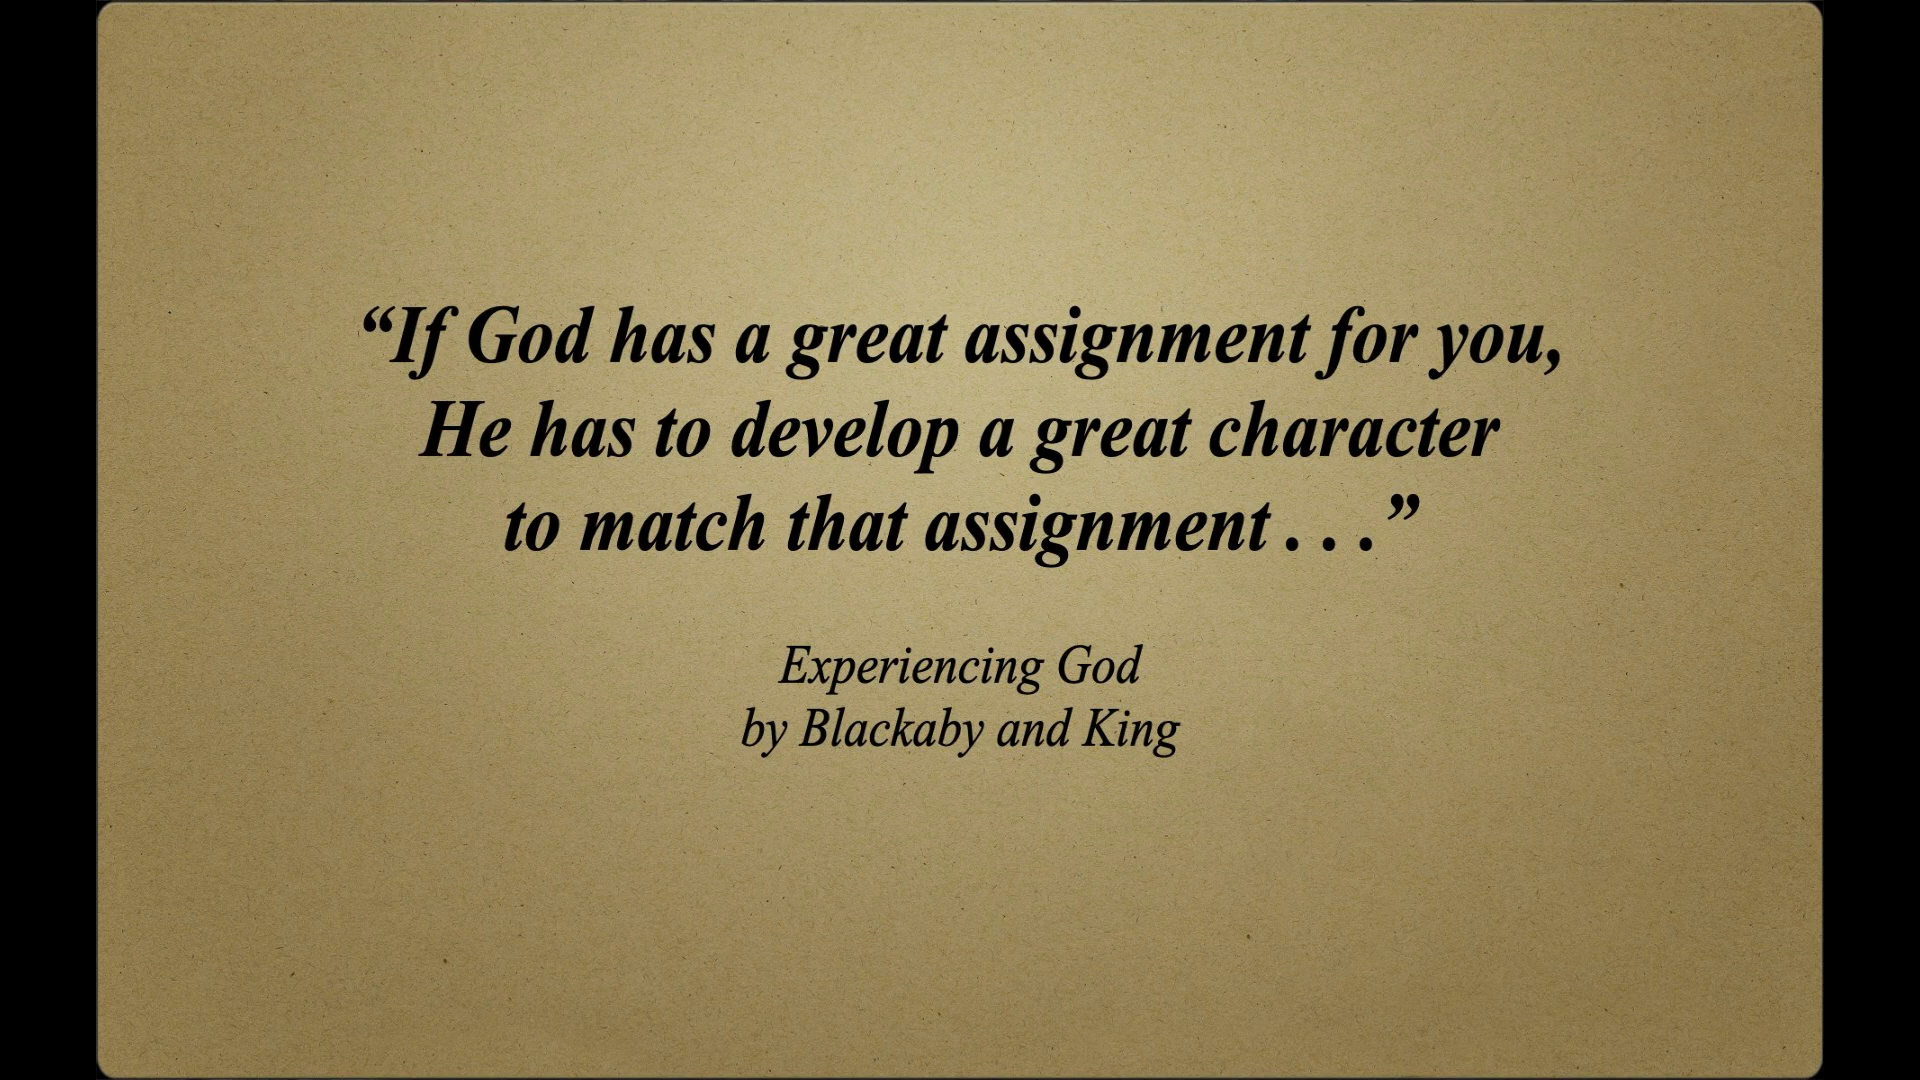 “If God has a great assignment for you,
He has to develop a great character
to match that assignment . . .”
Experiencing God
by Blackaby and King